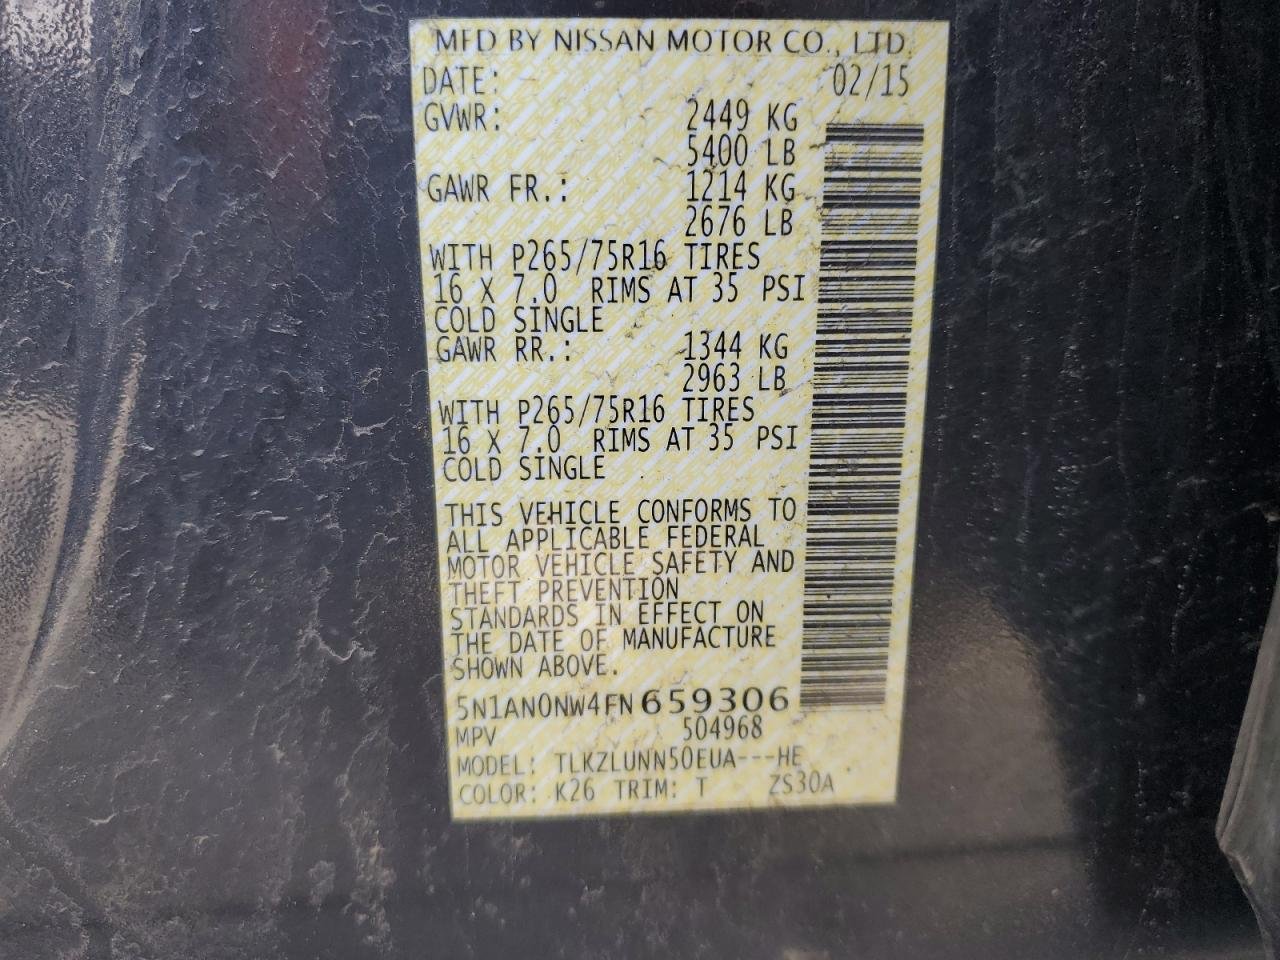 MFD BY NISSAN MOTOR CO., LTD.
DATE: 02/15
GVWR: 2449 KG
5400 LB
GAWR FR.: 1214 KG
2676 LB
WITH P265/75R16 TIRES
16 X 7.0 RIMS AT 35 PSI
COLD SINGLE
GAWR RR.: 1344 KG
2963 LB
WITH P265/75R16 TIRES
16 X 7.0 RIMS AT 35 PSI
COLD SINGLE
THIS VEHICLE CONFORMS TO
ALL APPLICABLE FEDERAL
MOTOR VEHICLE SAFETY AND
THEFT PREVENTION
STANDARDS IN EFFECT ON
THE DATE OF MANUFACTURE
SHOWN ABOVE.
5N1AN0NW4FN659306
MPV 504968
MODEL: TLKZLUNN50EUA---HE
COLOR: K26 TRIM: T ZS30A